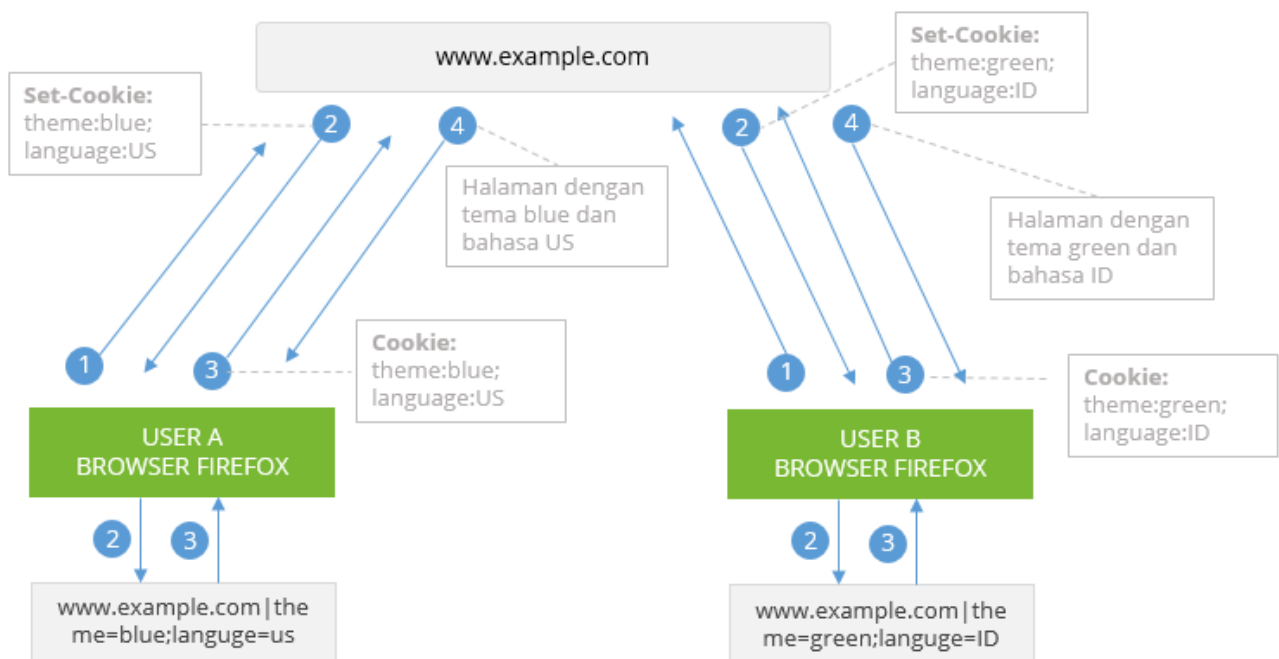 www.example.com
Set-Cookie:
theme:blue;
language:US
2
4
Halaman dengan
tema blue dan
bahasa US
1
3
Cookie:
theme:blue;
language:US
USER A
BROWSER FIREFOX
2
3
www.example.com|the
me=blue;languge=us
Set-Cookie:
theme:green;
language:ID
2
4
Halaman dengan
tema green dan
bahasa ID
1
3
Cookie:
theme:green;
language:ID
USER B
BROWSER FIREFOX
2
3
www.example.com|the
me=green;languge=ID